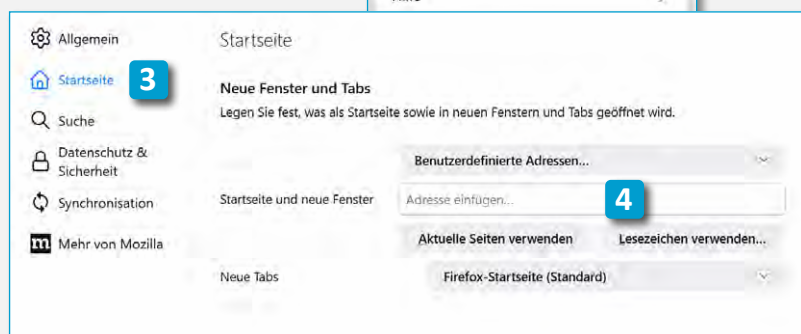 Allgemein
Startseite
Startseite 3
Neue Fenster und Tabs
Legen Sie fest, was als Startseite sowie in neuen Fenstern und Tabs geöffnet wird.
Suche
Datenschutz &
Sicherheit
Benutzerdefinierte Adressen...
Synchronisation
Startseite und neue Fenster
Adresse einfügen... 4
Aktuelle Seiten verwenden
Lesezeichen verwenden...
Mehr von Mozilla
Neue Tabs
Firefox-Startseite (Standard)